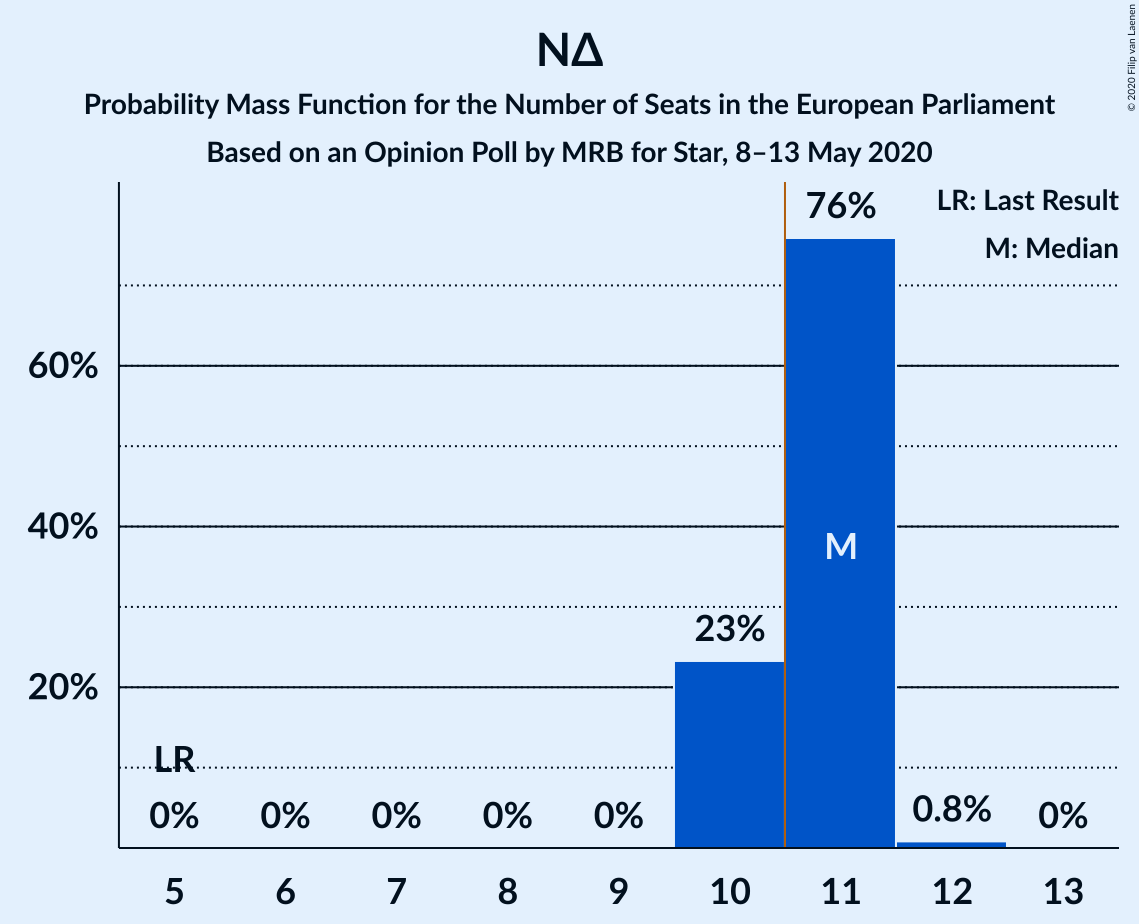 © 2020 Filip van Laenen
ΝΔ
Probability Mass Function for the Number of Seats in the European Parliament
Based on an Opinion Poll by MRB for Star, 8–13 May 2020
LR: Last Result
M: Median
76%
60%
40%
M
23%
20%
LR
0%
0%
0%
0%
0%
0.8%
0%
5
6
7
8
9
10
11
12
13